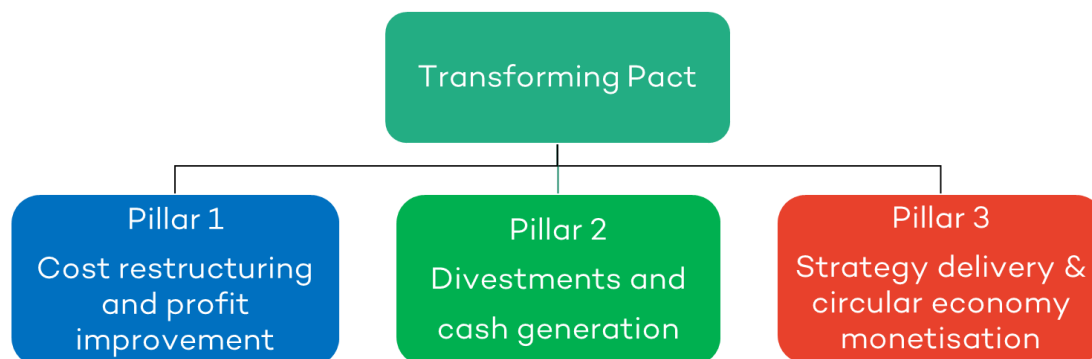 Transforming Pact
Pillar 1
Cost restructuring
and profit
improvement
Pillar 2
Divestments and
cash generation
Pillar 3
Strategy delivery &
circular economy
monetisation